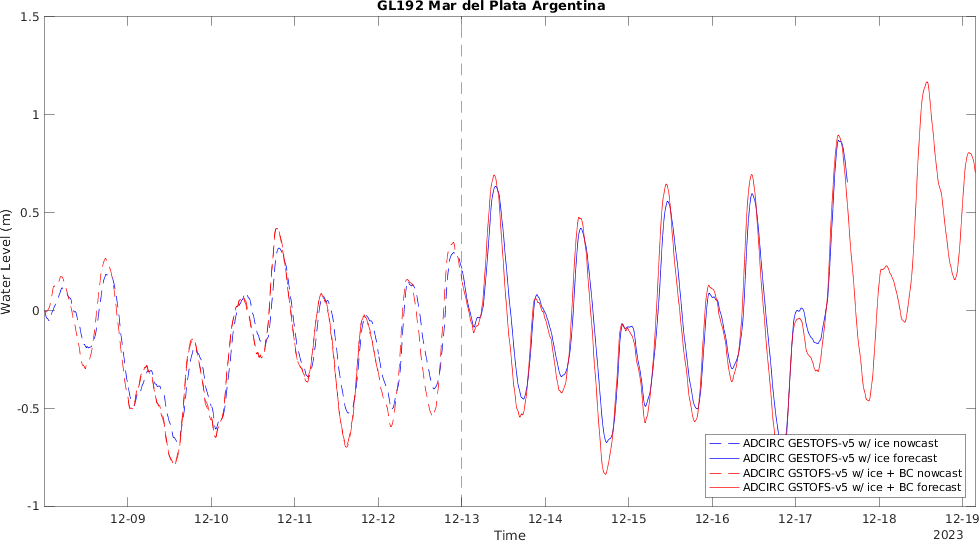 GL192 Mar del Plata Argentina
1.5
1
0.5
0
-0.5
-1
Water Level (m)
12-09 12-10 12-11 12-12 12-13 12-14 12-15 12-16 12-17 12-18 12-19
Time
2023
ADCIRC GESTOFS-v5 w/ ice nowcast
ADCIRC GESTOFS-v5 w/ ice forecast
ADCIRC GSTOFS-v5 w/ ice + BC nowcast
ADCIRC GSTOFS-v5 w/ ice + BC forecast